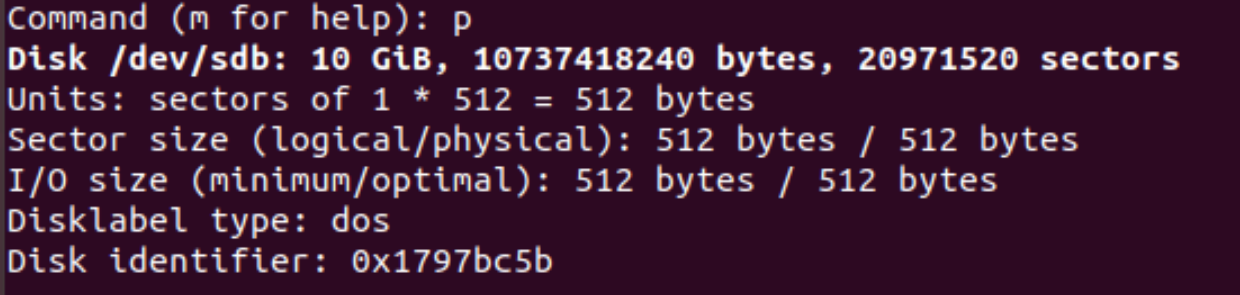 Command (m for help): p
Disk /dev/sdb: 10 GiB, 10737418240 bytes, 20971520 sectors
Units: sectors of 1 * 512 = 512 bytes
Sector size (logical/physical): 512 bytes / 512 bytes
I/O size (minimum/optimal): 512 bytes / 512 bytes
Disklabel type: dos
Disk identifier: 0x1797bc5b